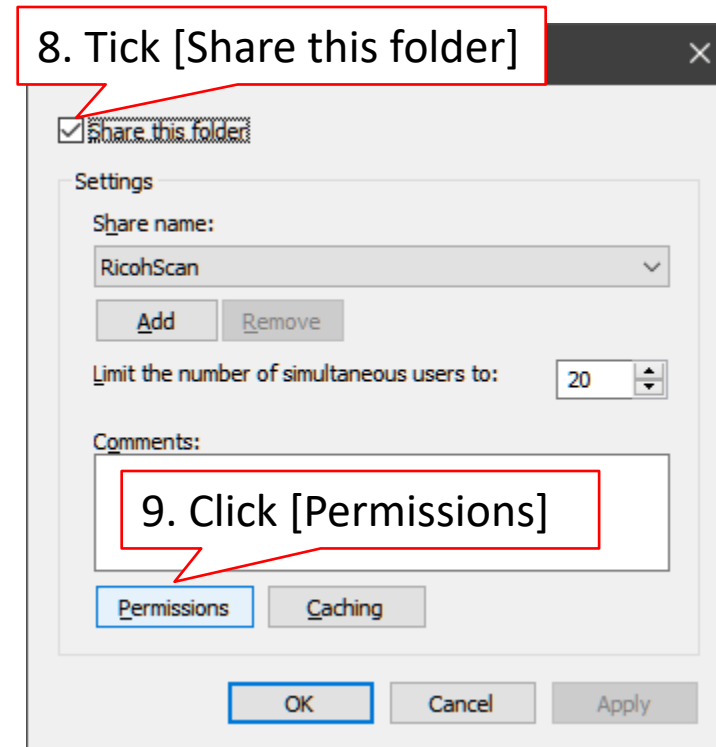 8. Tick [Share this folder]
Share this folder
Settings
Share name:
RicohScan
Add Remove
Limit the number of simultaneous users to: 20
Comments:
9. Click [Permissions]
Permissions Caching
OK Cancel Apply